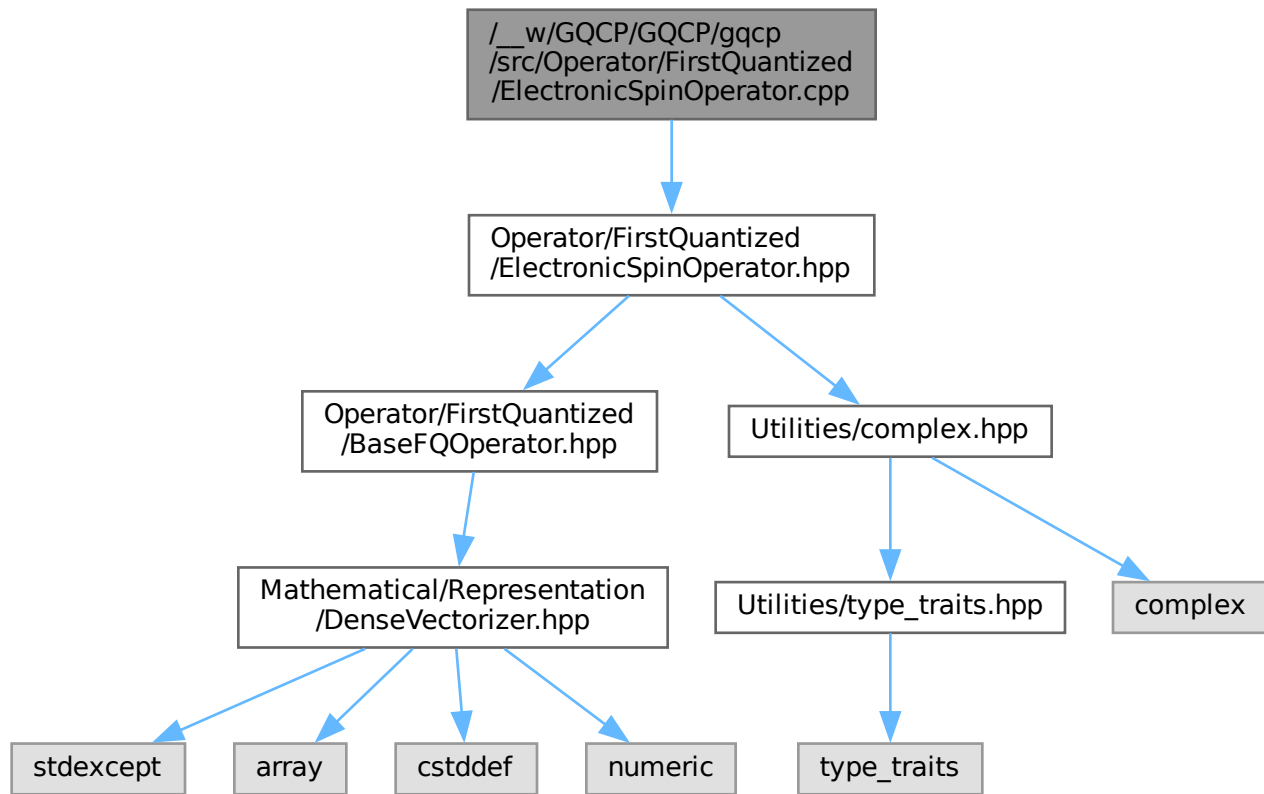 /__w/GQCP/GQCP/gqcp
/src/Operator/FirstQuantized
/ElectronicSpinOperator.cpp
Operator/FirstQuantized
/ElectronicSpinOperator.hpp
Operator/FirstQuantized
/BaseFQOperator.hpp
Utilities/complex.hpp
Mathematical/Representation
/DenseVectorizer.hpp
Utilities/type_traits.hpp
complex
stdexcept
array
cstddef
numeric
type_traits